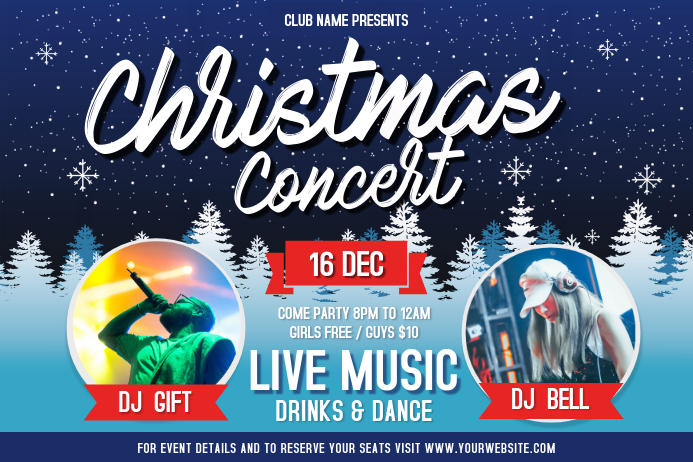 CLUB NAME PRESENTS
Christmas
Concert
16 DEC
COME PARTY 8PM TO 12AM
GIRLS FREE / GUYS $10
LIVE MUSIC
DRINKS & DANCE
DJ GIFT
DJ BELL
FOR EVENT DETAILS AND TO RESERVE YOUR SEATS VISIT WWW.YOURWEBSITE.COM